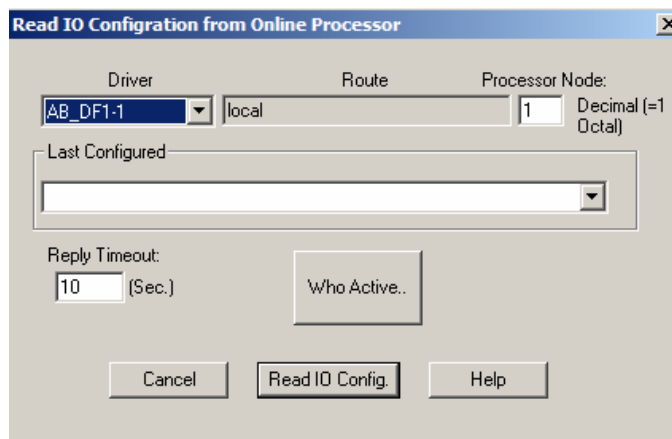 Read IO Configration from Online Processor
Driver Route Processor Node:
AB_DF1-1 local 1 Decimal (=1
Octal)
Last Configured
Reply Timeout:
10 (Sec.) Who Active..
Cancel Read IO Config. Help